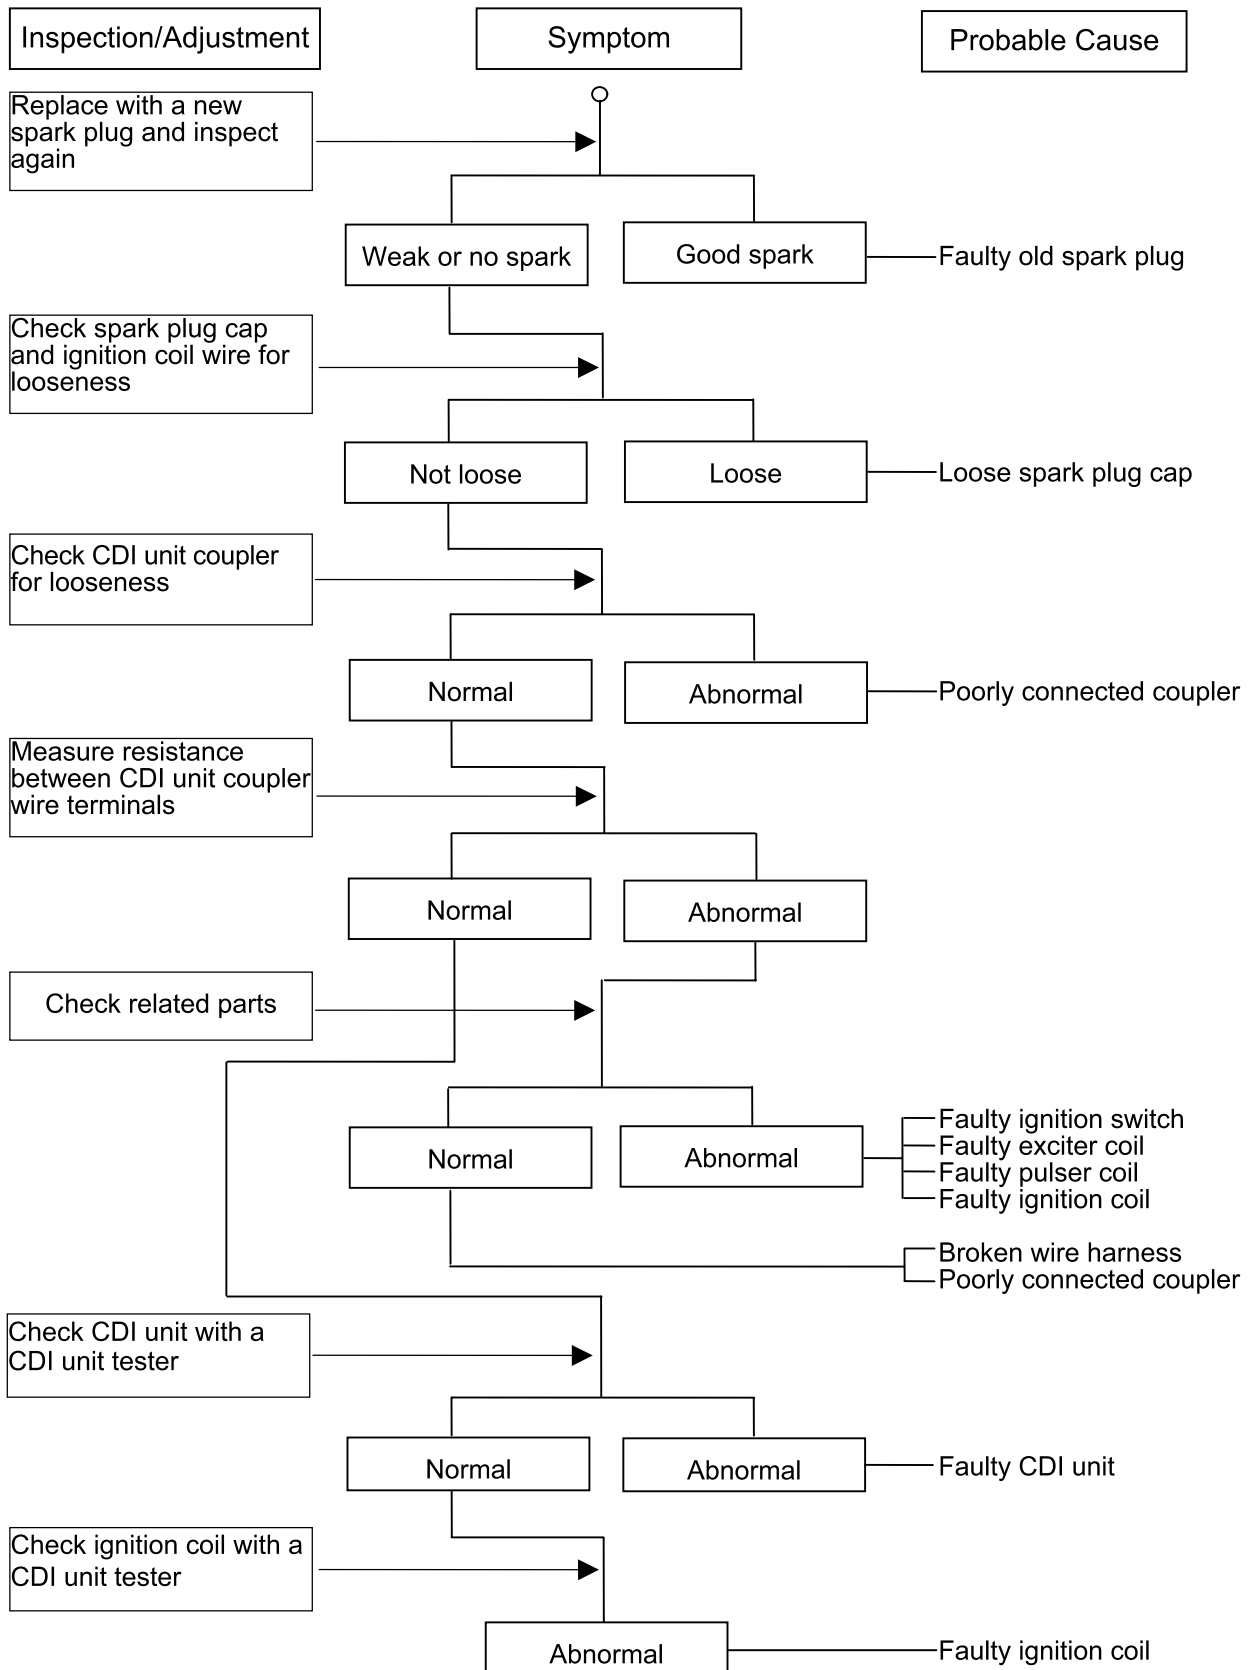 Inspection/Adjustment
Symptom
Probable Cause
Replace with a new
spark plug and inspect
again
Weak or no spark
Good spark
Faulty old spark plug
Check spark plug cap
and ignition coil wire for
looseness
Not loose
Loose
Loose spark plug cap
Check CDI unit coupler
for looseness
Normal
Abnormal
Poorly connected coupler
Measure resistance
between CDI unit coupler
wire terminals
Normal
Abnormal
Check related parts
Normal
Abnormal
Faulty ignition switch
Faulty exciter coil
Faulty pulser coil
Faulty ignition coil
Broken wire harness
Poorly connected coupler
Check CDI unit with a
CDI unit tester
Normal
Abnormal
Faulty CDI unit
Check ignition coil with a
CDI unit tester
Abnormal
Faulty ignition coil